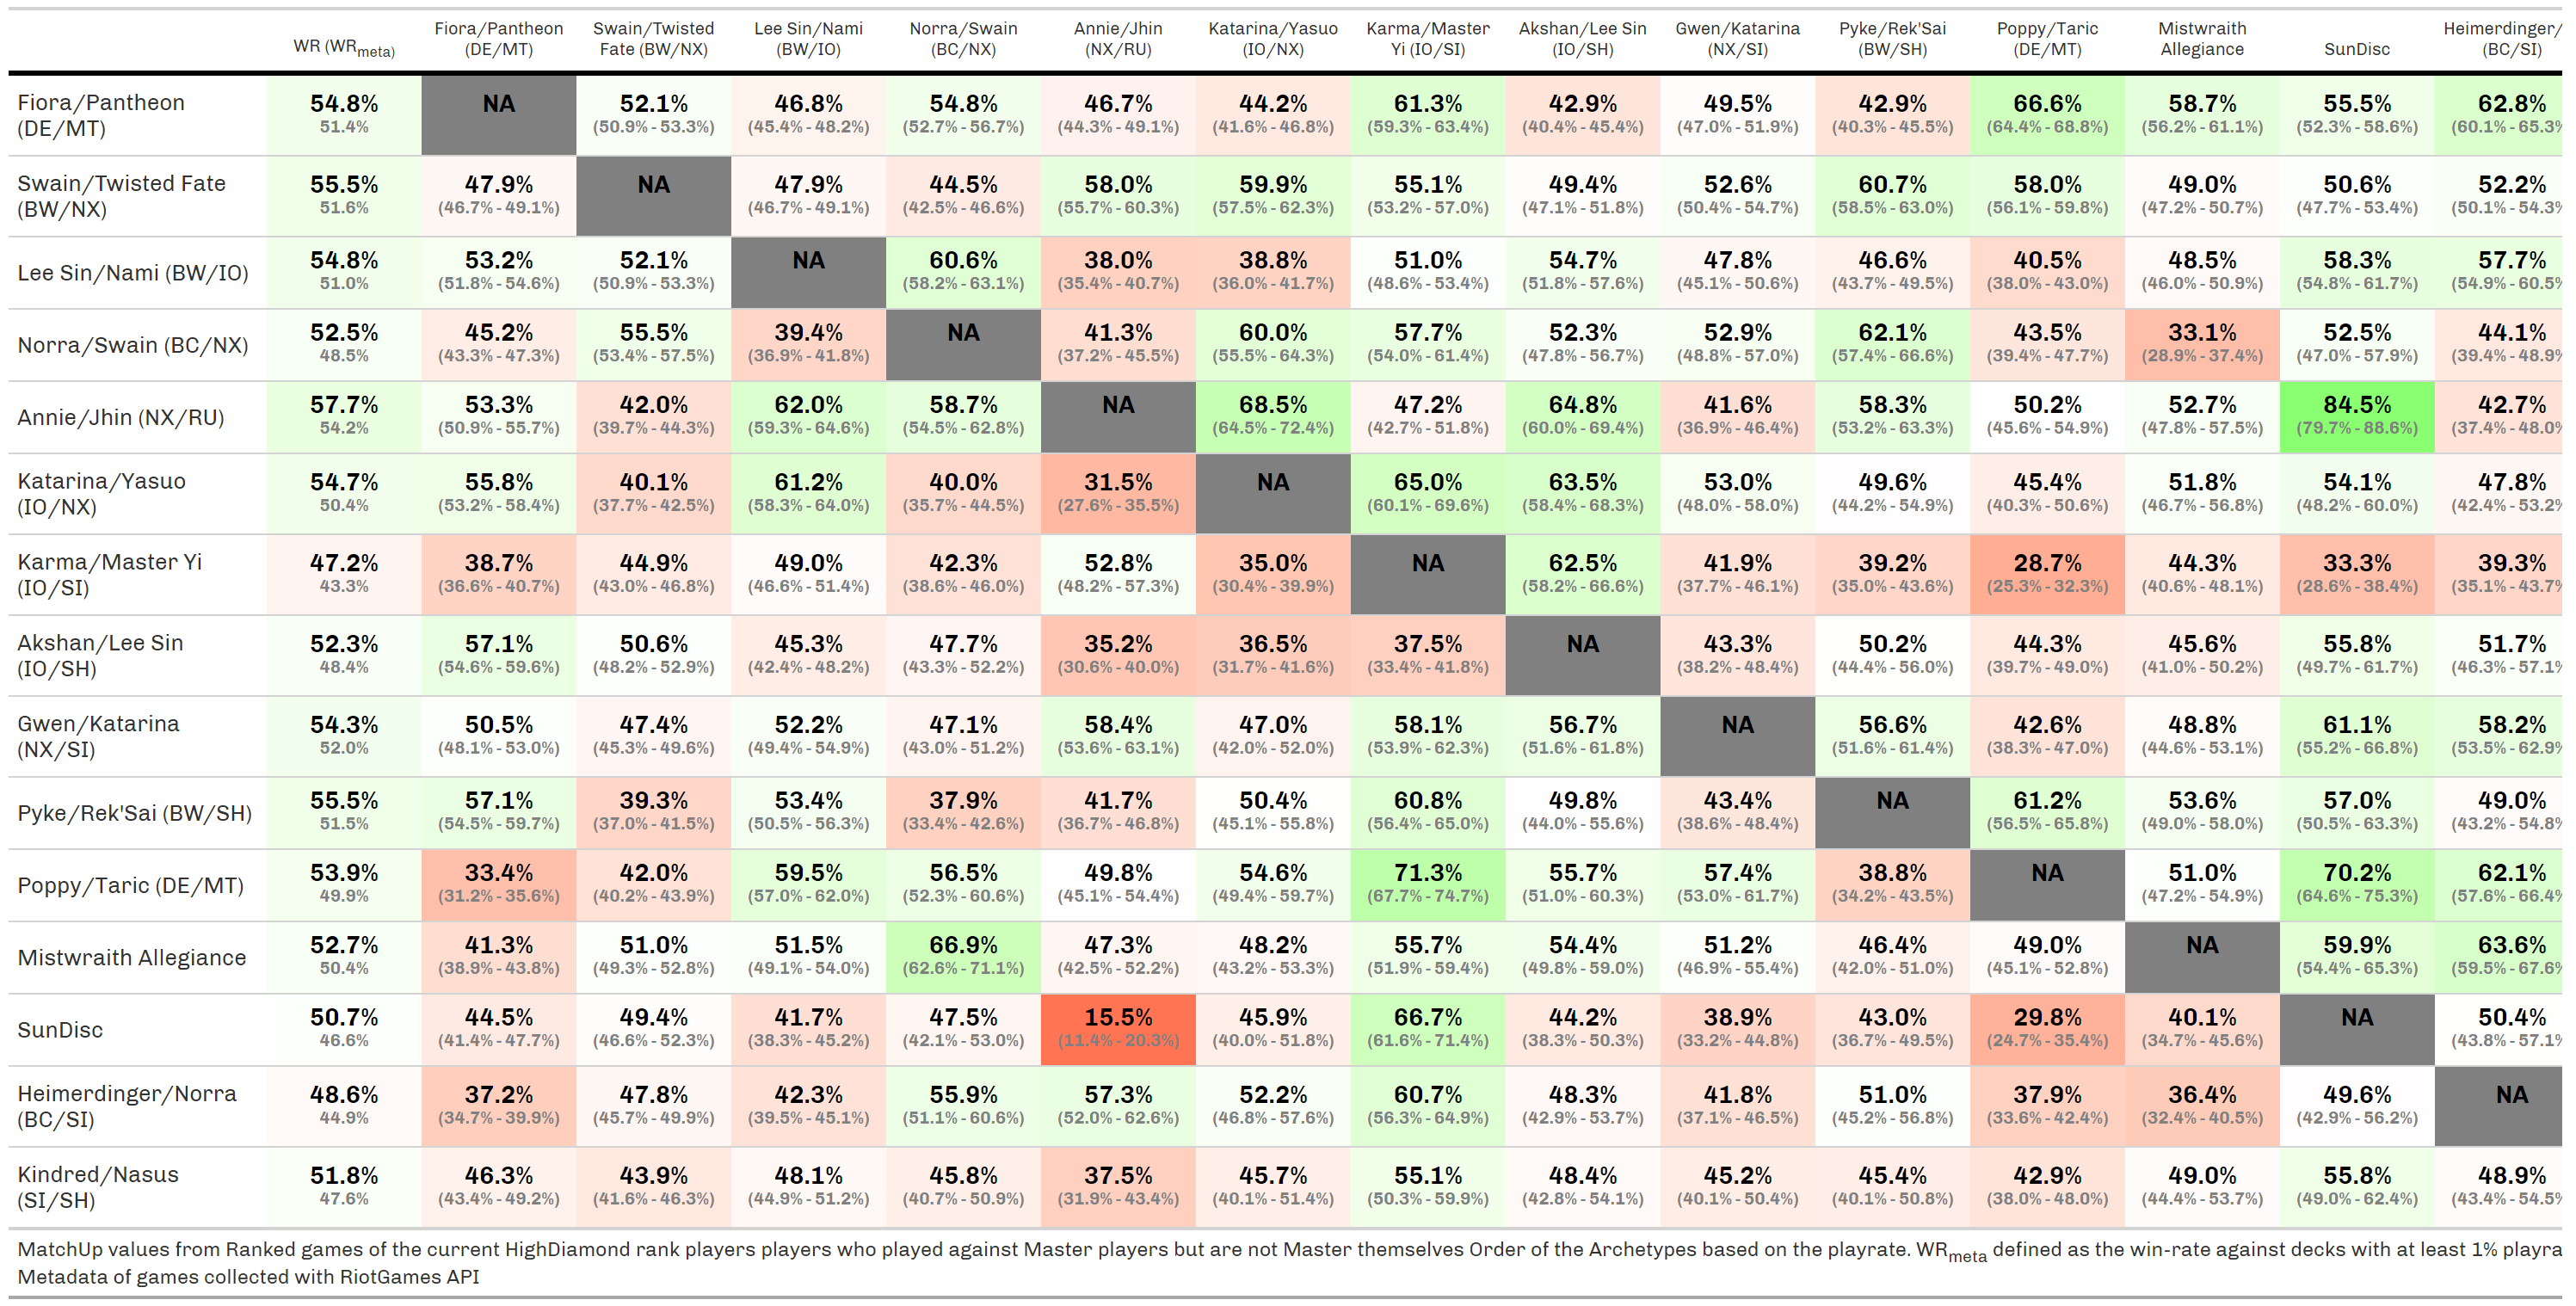 WR (WRmeta) Fiora/Pantheon (DE/MT) Swain/Twisted Fate (BW/NX) Lee Sin/Nami (BW/IO) Norra/Swain (BC/NX) Annie/Jhin (NX/RU) Katarina/Yasuo (IO/NX) Karma/Master Yi (IO/SI) Akshan/Lee Sin (IO/SH) Gwen/Katarina (NX/SI) Pyke/Rek'Sai (BW/SH) Poppy/Taric (DE/MT) Mistwraith Allegiance SunDisc Heimerdinger/ (BC/SI)
Fiora/Pantheon (DE/MT) 54.8% NA 52.1% 46.8% 54.8% 46.7% 44.2% 61.3% 42.9% 49.5% 42.9% 66.6% 58.7% 55.5% 62.8%
51.4% (50.9% - 53.3%) (45.4% - 48.2%) (52.7% - 56.7%) (44.3% - 49.1%) (41.6% - 46.8%) (59.3% - 63.4%) (40.4% - 45.4%) (47.0% - 51.9%) (40.3% - 45.5%) (64.4% - 68.8%) (56.2% - 61.1%) (52.3% - 58.6%) (60.1% - 65.3%
Swain/Twisted Fate (BW/NX) 55.5% 47.9% NA 47.9% 44.5% 58.0% 59.9% 55.1% 49.4% 52.6% 60.7% 58.0% 49.0% 50.6% 52.2%
51.6% (46.7% - 49.1%) (46.7% - 49.1%) (42.5% - 46.6%) (55.7% - 60.3%) (57.5% - 62.3%) (53.2% - 57.0%) (47.1% - 51.8%) (50.4% - 54.7%) (58.5% - 63.0%) (56.1% - 59.8%) (47.2% - 50.7%) (47.7% - 53.4%) (50.1% - 54.3%
Lee Sin/Nami (BW/IO) 54.8% 53.2% 52.1% NA 60.6% 38.0% 38.8% 51.0% 54.7% 47.8% 46.6% 40.5% 48.5% 58.3% 57.7%
51.0% (51.8% - 54.6%) (50.9% - 53.3%) (58.2% - 63.1%) (35.4% - 40.7%) (36.0% - 41.7%) (48.6% - 53.4%) (51.8% - 57.6%) (45.1% - 50.6%) (43.7% - 49.5%) (38.0% - 43.0%) (46.0% - 50.9%) (54.8% - 61.7%) (54.9% - 60.5%
Norra/Swain (BC/NX) 52.5% 45.2% 55.5% 39.4% NA 41.3% 60.0% 57.7% 52.3% 52.9% 62.1% 43.5% 33.1% 52.5% 44.1%
48.5% (43.3% - 47.3%) (53.4% - 57.5%) (36.9% - 41.8%) (37.2% - 45.5%) (55.5% - 64.3%) (54.0% - 61.4%) (47.8% - 56.7%) (48.8% - 57.0%) (57.4% - 66.6%) (39.4% - 47.7%) (28.9% - 37.4%) (47.0% - 57.9%) (39.4% - 48.9%
Annie/Jhin (NX/RU) 57.7% 53.3% 42.0% 62.0% 58.7% NA 68.5% 47.2% 64.8% 41.6% 58.3% 50.2% 52.7% 84.5% 42.7%
54.2% (50.9% - 55.7%) (39.7% - 44.3%) (59.3% - 64.6%) (54.5% - 62.8%) (64.5% - 72.4%) (42.7% - 51.8%) (60.0% - 69.4%) (36.9% - 46.4%) (53.2% - 63.3%) (45.6% - 54.9%) (47.8% - 57.5%) (79.7% - 88.6%) (37.4% - 48.0%
Katarina/Yasuo (IO/NX) 54.7% 55.8% 40.1% 61.2% 40.0% 31.5% NA 65.0% 63.5% 53.0% 49.6% 45.4% 51.8% 54.1% 47.8%
50.4% (53.2% - 58.4%) (37.7% - 42.5%) (58.3% - 64.0%) (35.7% - 44.5%) (27.6% - 35.5%) (60.1% - 69.6%) (58.4% - 68.3%) (48.0% - 58.0%) (44.2% - 54.9%) (40.3% - 50.6%) (46.7% - 56.8%) (48.2% - 60.0%) (42.4% - 53.2%
Karma/Master Yi (IO/SI) 47.2% 38.7% 44.9% 49.0% 42.3% 52.8% 35.0% NA 62.5% 41.9% 39.2% 28.7% 44.3% 33.3% 39.3%
43.3% (36.6% - 40.7%) (43.0% - 46.8%) (46.6% - 51.4%) (38.6% - 46.0%) (48.2% - 57.3%) (30.4% - 39.9%) (58.2% - 66.6%) (37.7% - 46.1%) (35.0% - 43.6%) (25.3% - 32.3%) (40.6% - 48.1%) (28.6% - 38.4%) (35.1% - 43.7%
Akshan/Lee Sin (IO/SH) 52.3% 57.1% 50.6% 45.3% 47.7% 35.2% 36.5% 37.5% NA 43.3% 50.2% 44.3% 45.6% 55.8% 51.7%
48.4% (54.6% - 59.6%) (48.2% - 52.9%) (42.4% - 48.2%) (43.3% - 52.2%) (30.6% - 40.0%) (31.7% - 41.6%) (33.4% - 41.8%) (38.2% - 48.4%) (44.4% - 56.0%) (39.7% - 49.0%) (41.0% - 50.2%) (49.7% - 61.7%) (46.3% - 57.1%
Gwen/Katarina (NX/SI) 54.3% 50.5% 47.4% 52.2% 47.1% 58.4% 47.0% 58.1% 56.7% NA 56.6% 42.6% 48.8% 61.1% 58.2%
52.0% (48.1% - 53.0%) (45.3% - 49.6%) (49.4% - 54.9%) (43.0% - 51.2%) (53.6% - 63.1%) (42.0% - 52.0%) (53.9% - 62.3%) (51.6% - 61.8%) (51.6% - 61.4%) (38.3% - 47.0%) (44.6% - 53.1%) (55.2% - 66.8%) (53.5% - 62.9%
Pyke/Rek'Sai (BW/SH) 55.5% 57.1% 39.3% 53.4% 37.9% 41.7% 50.4% 60.8% 49.8% 43.4% NA 61.2% 53.6% 57.0% 49.0%
51.5% (54.5% - 59.7%) (37.0% - 41.5%) (50.5% - 56.3%) (33.4% - 42.6%) (36.7% - 46.8%) (45.1% - 55.8%) (56.4% - 65.0%) (44.0% - 55.6%) (38.6% - 48.4%) (56.5% - 65.8%) (49.0% - 58.0%) (50.5% - 63.3%) (43.2% - 54.8%
Poppy/Taric (DE/MT) 53.9% 33.4% 42.0% 59.5% 56.5% 49.8% 54.6% 71.3% 55.7% 57.4% 38.8% NA 51.0% 70.2% 62.1%
49.9% (31.2% - 35.6%) (40.2% - 43.9%) (57.0% - 62.0%) (52.3% - 60.6%) (45.1% - 54.4%) (49.4% - 59.7%) (67.7% - 74.7%) (51.0% - 60.3%) (53.0% - 61.7%) (34.2% - 43.5%) (47.2% - 54.9%) (64.6% - 75.3%) (57.6% - 66.4%
Mistwraith Allegiance 52.7% 41.3% 51.0% 51.5% 66.9% 47.3% 48.2% 55.7% 54.4% 51.2% 46.4% 49.0% NA 59.9% 63.6%
50.4% (38.9% - 43.8%) (49.3% - 52.8%) (49.1% - 54.0%) (62.6% - 71.1%) (42.5% - 52.2%) (43.2% - 53.3%) (51.9% - 59.4%) (49.8% - 59.0%) (46.9% - 55.4%) (42.0% - 51.0%) (45.1% - 52.8%) (54.4% - 65.3%) (59.5% - 67.6%
SunDisc 50.7% 44.5% 49.4% 41.7% 47.5% 15.5% 45.9% 66.7% 44.2% 38.9% 43.0% 29.8% 40.1% NA 50.4%
46.6% (41.4% - 47.7%) (46.6% - 52.3%) (38.3% - 45.2%) (42.1% - 53.0%) (11.4% - 20.3%) (40.0% - 51.8%) (61.6% - 71.4%) (38.3% - 50.3%) (33.2% - 44.8%) (36.7% - 49.5%) (24.7% - 35.4%) (34.7% - 45.6%) (43.8% - 57.1%
Heimerdinger/Norra (BC/SI) 48.6% 37.2% 47.8% 42.3% 55.9% 57.3% 52.2% 60.7% 48.3% 41.8% 51.0% 37.9% 36.4% 49.6% NA
44.9% (34.7% - 39.9%) (45.7% - 49.9%) (39.5% - 45.1%) (51.1% - 60.6%) (52.0% - 62.6%) (46.8% - 57.6%) (56.3% - 64.9%) (42.9% - 53.7%) (37.1% - 46.5%) (45.2% - 56.8%) (33.6% - 42.4%) (32.4% - 40.5%) (42.9% - 56.2%)
Kindred/Nasus (SI/SH) 51.8% 46.3% 43.9% 48.1% 45.8% 37.5% 45.7% 55.1% 48.4% 45.2% 45.4% 42.9% 49.0% 55.8% 48.9%
47.6% (43.4% - 49.2%) (41.6% - 46.3%) (44.9% - 51.2%) (40.7% - 50.9%) (31.9% - 43.4%) (40.1% - 51.4%) (50.3% - 59.9%) (42.8% - 54.1%) (40.1% - 50.4%) (40.1% - 50.8%) (38.0% - 48.0%) (44.4% - 53.7%) (49.0% - 62.4%) (43.4% - 54.5%
MatchUp values from Ranked games of the current HighDiamond rank players players who played against Master players but are not Master themselves Order of the Archetypes based on the playrate. WRmeta defined as the win-rate against decks with at least 1% playra
Metadata of games collected with RiotGames API